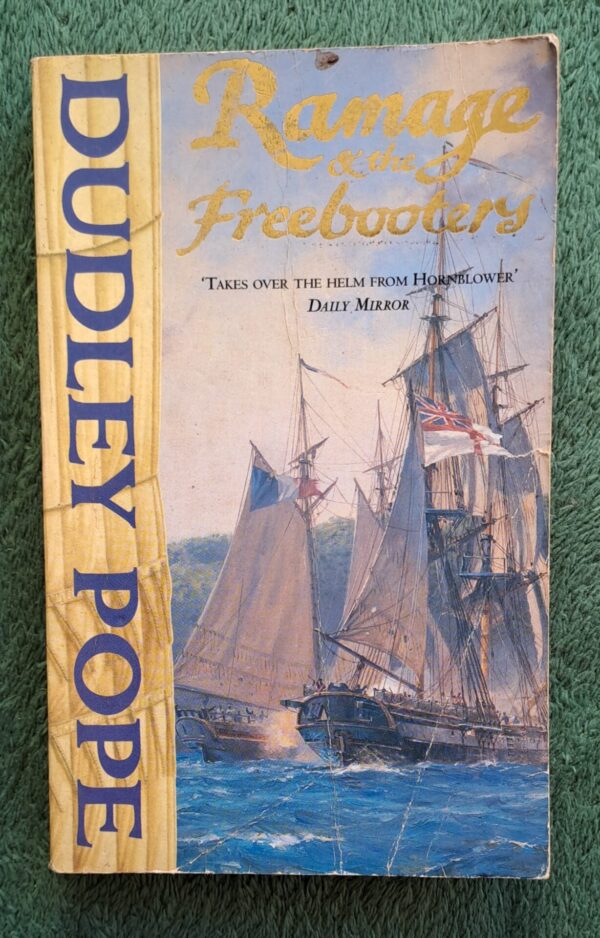 DUDLEY POPE
Ramage
& the
Freebooters
‘TAKES OVER THE HELM FROM HORNBLOWER’
DAILY MIRROR